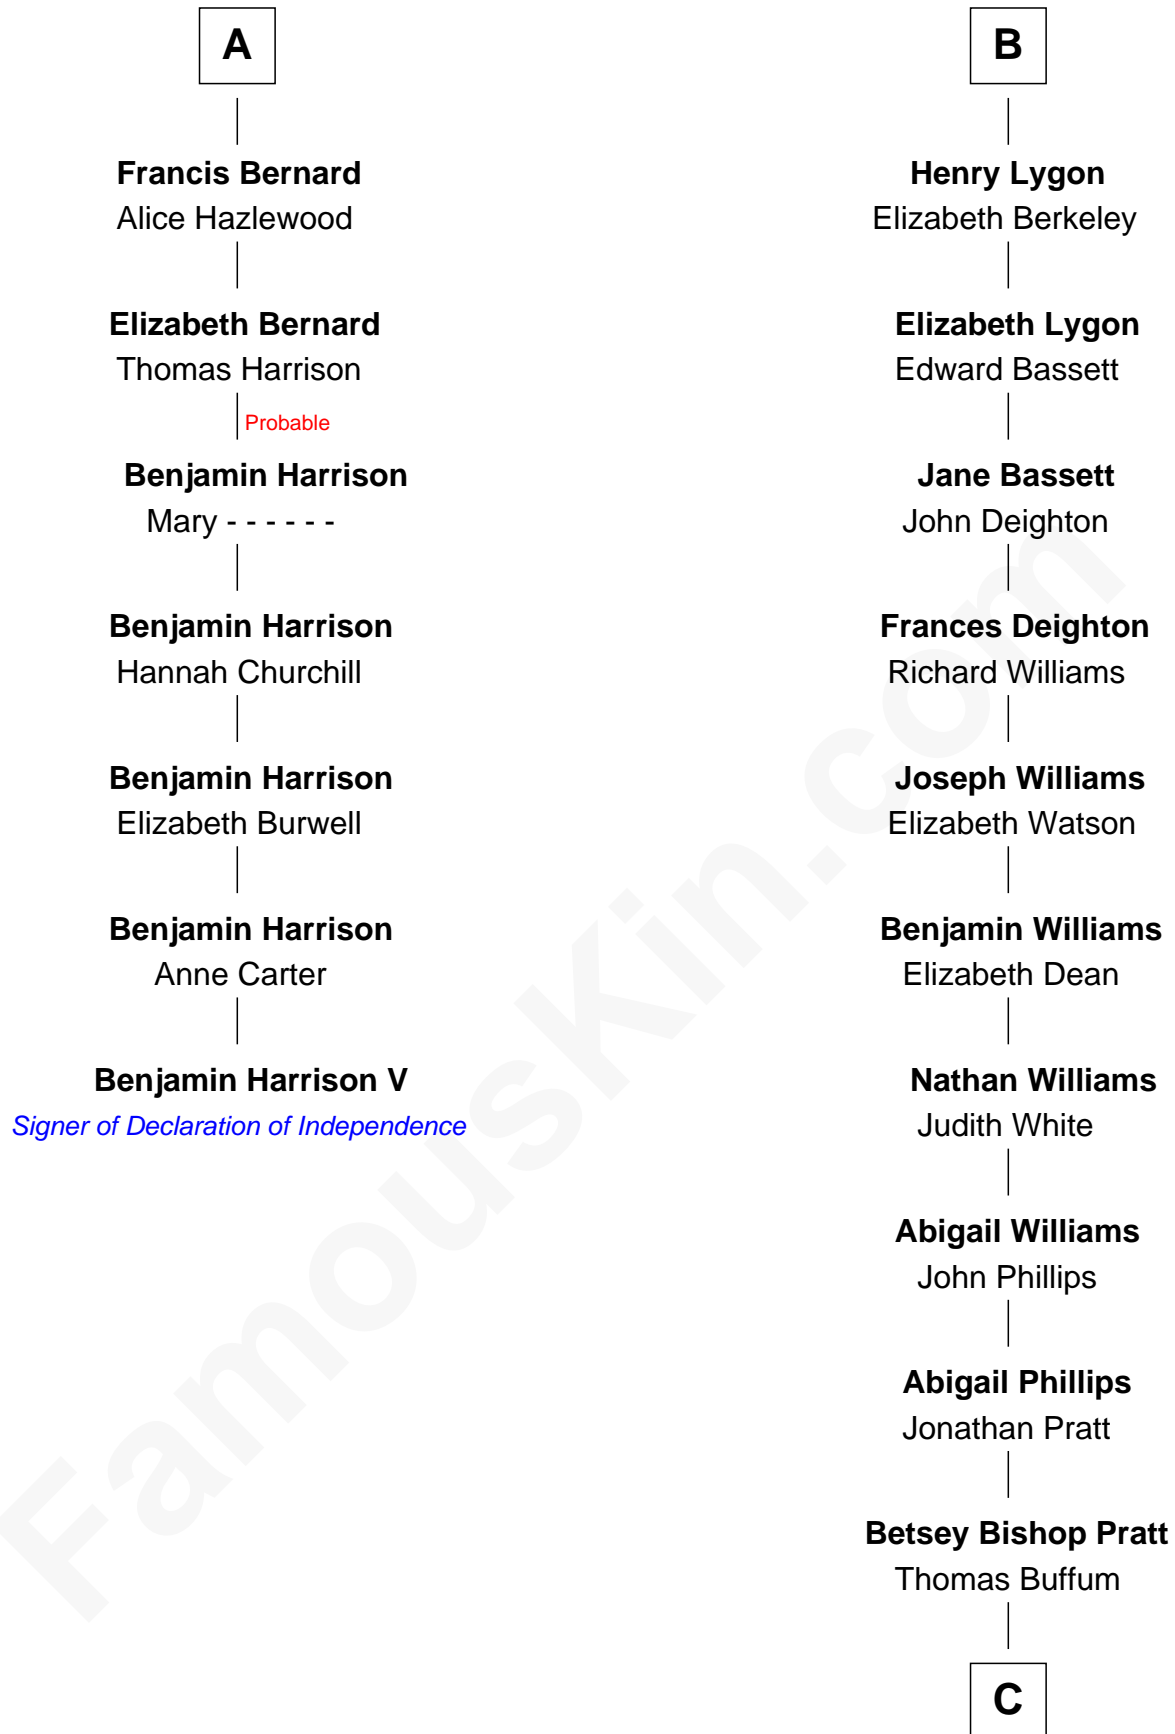 A
Francis Bernard
Alice Hazlewood
Elizabeth Bernard
Thomas Harrison
Probable
Benjamin Harrison
Mary - - - - - -
Benjamin Harrison
Hannah Churchill
Benjamin Harrison
Elizabeth Burwell
Benjamin Harrison
Anne Carter
Benjamin Harrison V
Signer of Declaration of Independence
B
Henry Lygon
Elizabeth Berkeley
Elizabeth Lygon
Edward Bassett
Jane Bassett
John Deighton
Frances Deighton
Richard Williams
Joseph Williams
Elizabeth Watson
Benjamin Williams
Elizabeth Dean
Nathan Williams
Judith White
Abigail Williams
John Phillips
Abigail Phillips
Jonathan Pratt
Betsey Bishop Pratt
Thomas Buffum
C
FamousKin.com